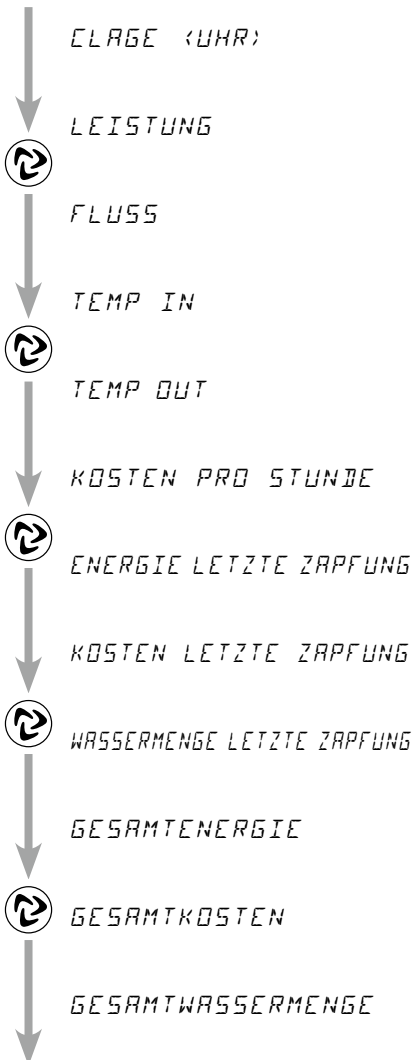 CLAGE (UHR)
LEISTUNG
FLUSS
TEMP IN
TEMP OUT
KOSTEN PRO STUNDE
ENERGIE LETZTE ZAPFUNG
KOSTEN LETZTE ZAPFUNG
WASSERMENGE LETZTE ZAPFUNG
GESAMTENERGIE
GESAMTKOSTEN
GESAMTWASSERMENGE